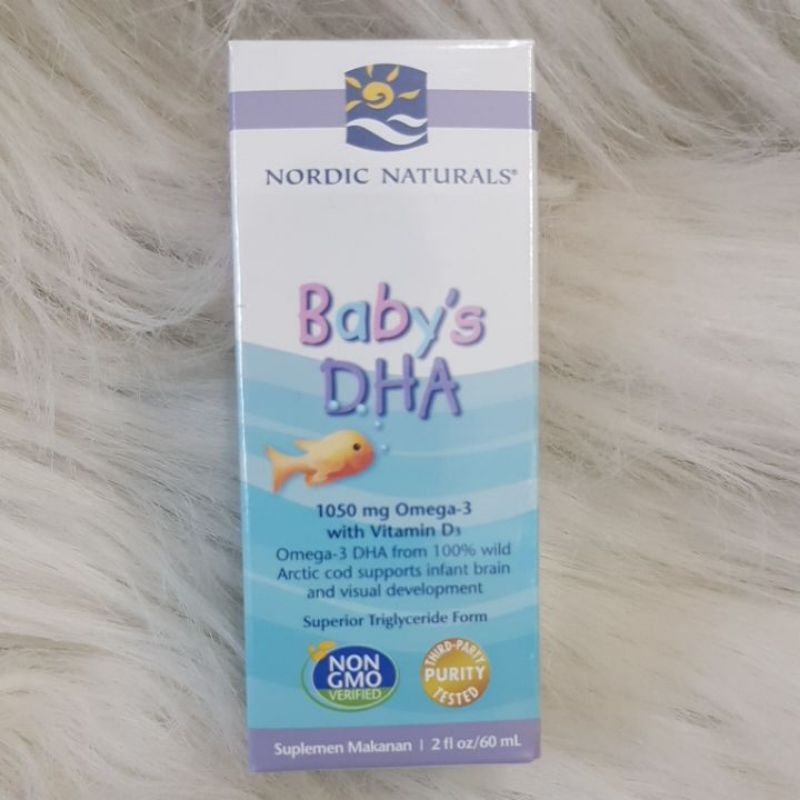 NORDIC NATURALS®
Baby's
DHA
1050 mg Omega-3
with Vitamin D3
Omega-3 DHA from 100% wild
Arctic cod supports infant brain
and visual development
Superior Triglyceride Form
NON
GMO
VERIFIED
THIRD-PARTY
PURITY
TESTED
Suplemen Makanan | 2 fl oz/60 mL